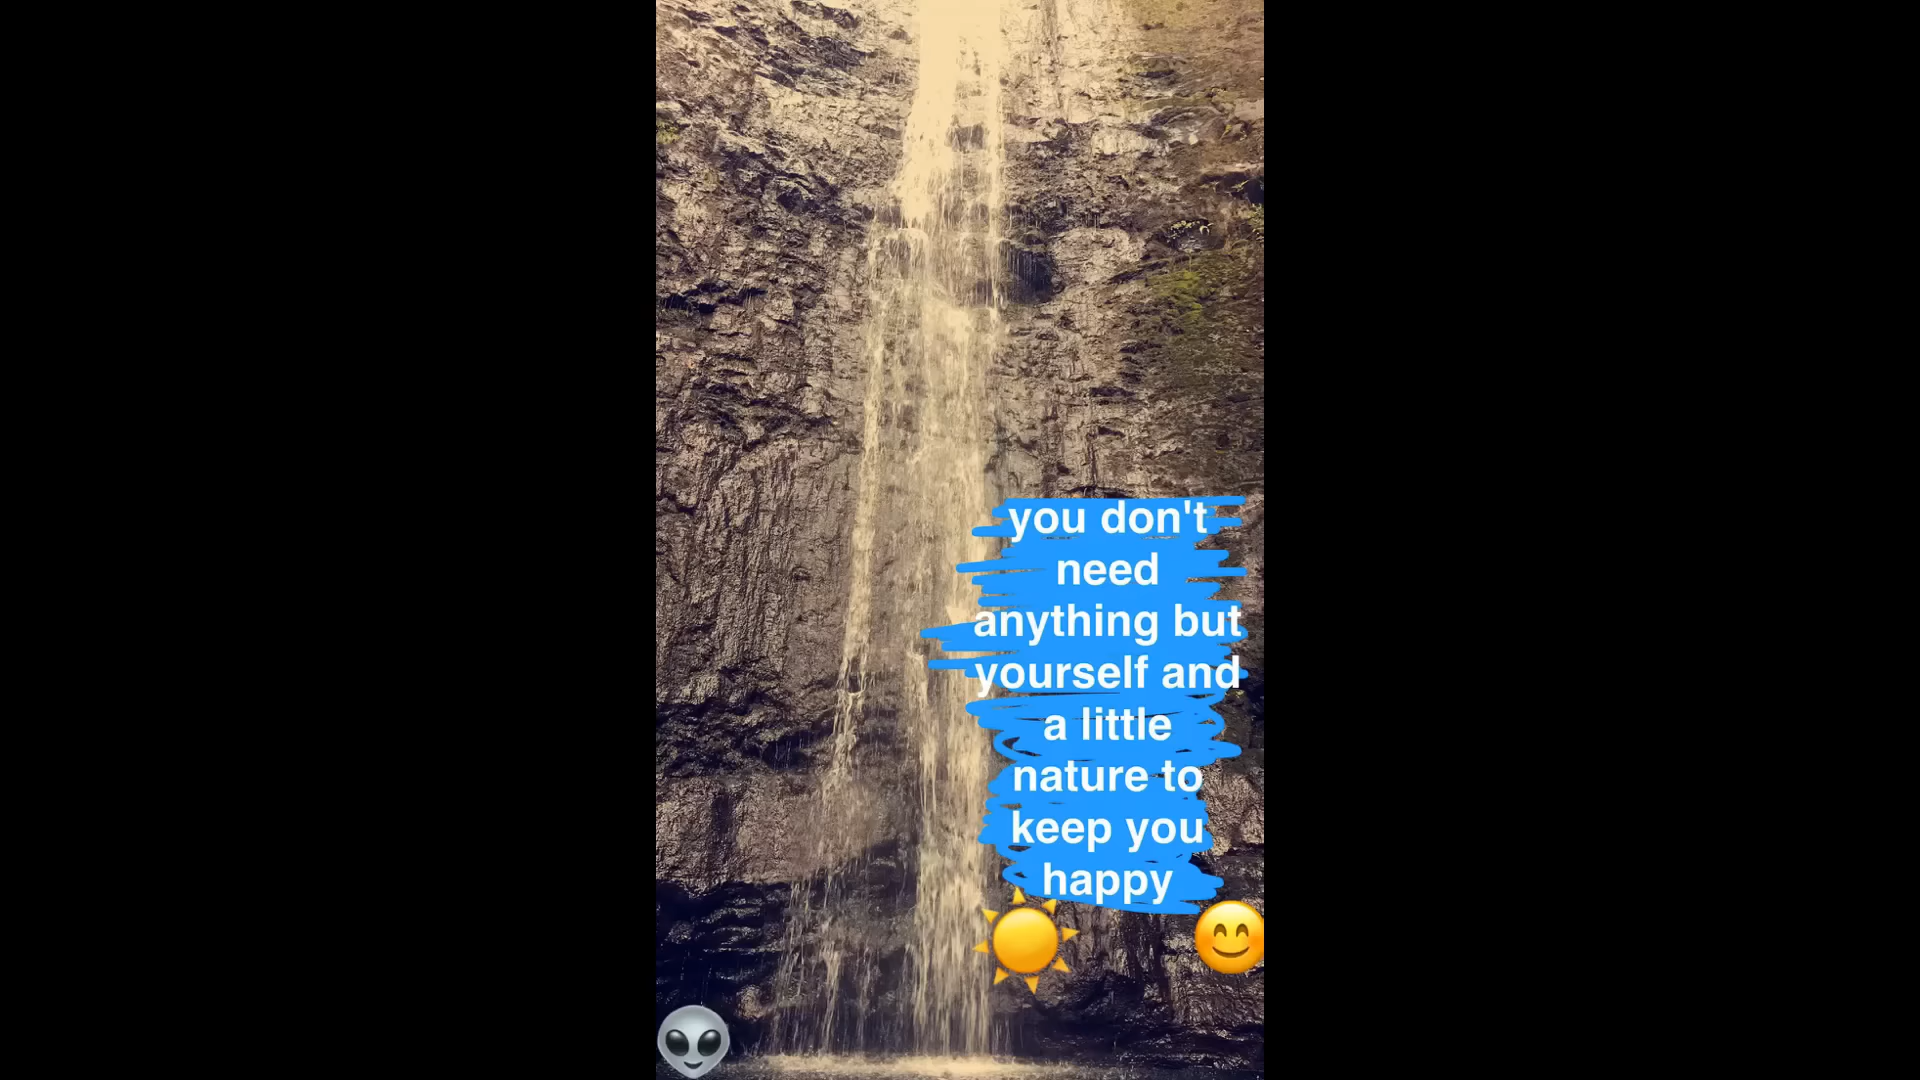 you don't
need
anything but
yourself and
a little
nature to
keep you
happy